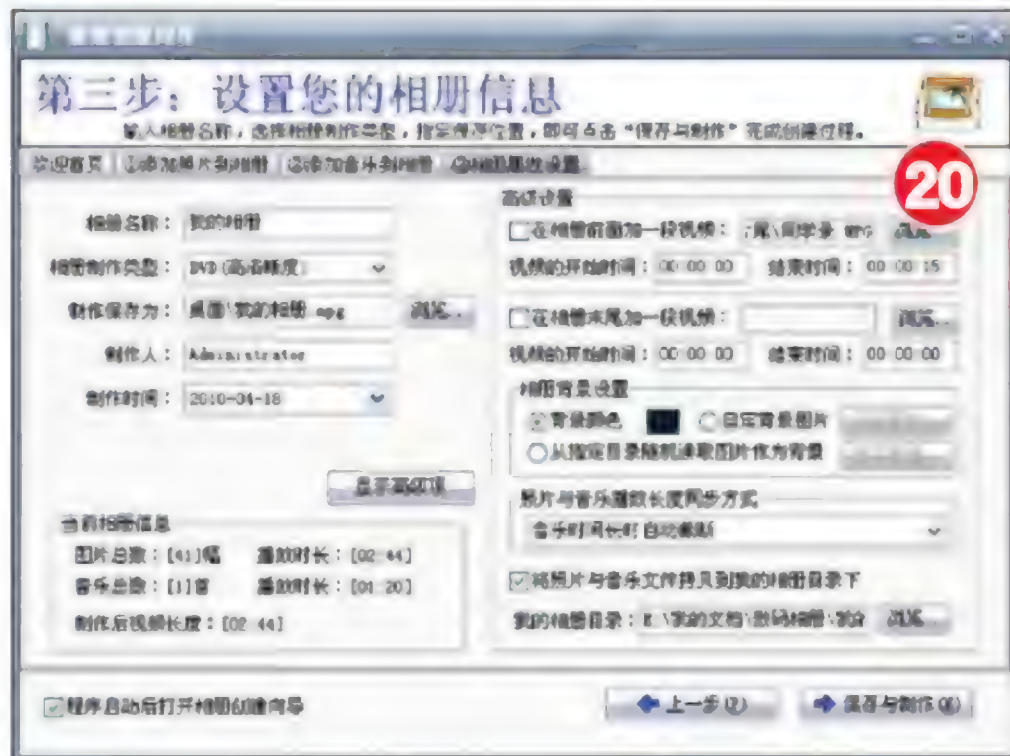 第三步：设置您的相册信息
输入相册名称，选择相册制作类型，指定保存位置，即可点击“保存与制作”完成创建过程。
欢迎首页 ①添加照片到相册 ②添加音乐到相册
20
相册名称： 我的相册
相册制作类型： DVD(高清晰度)
制作保存为： 桌面\我的相册.mpg 浏览...
制作人： Administrator
制作时间： 2010-04-18
当前相册信息
图片总数：[41]幅 播放时长：[02:44]
音乐总数：[1]首 播放时长：[01:20]
制作后视频长度：[02:44]
高级设置
在相册前面加一段视频： 浏览...
视频的开始时间：00:00:00 结束时间：00:00:15
在相册末尾加一段视频： 浏览...
视频的开始时间：00:00:00 结束时间：00:00:00
相册背景设置
背景颜色 自定背景图片
从指定目录随机读取图片作为背景
照片与音乐播放长度同步方式
音乐时间长时自动截断
将照片与音乐文件拷贝到我的相册目录下
我的相册目录： 浏览...
程序启动后打开相册创建向导
上一步 保存与制作